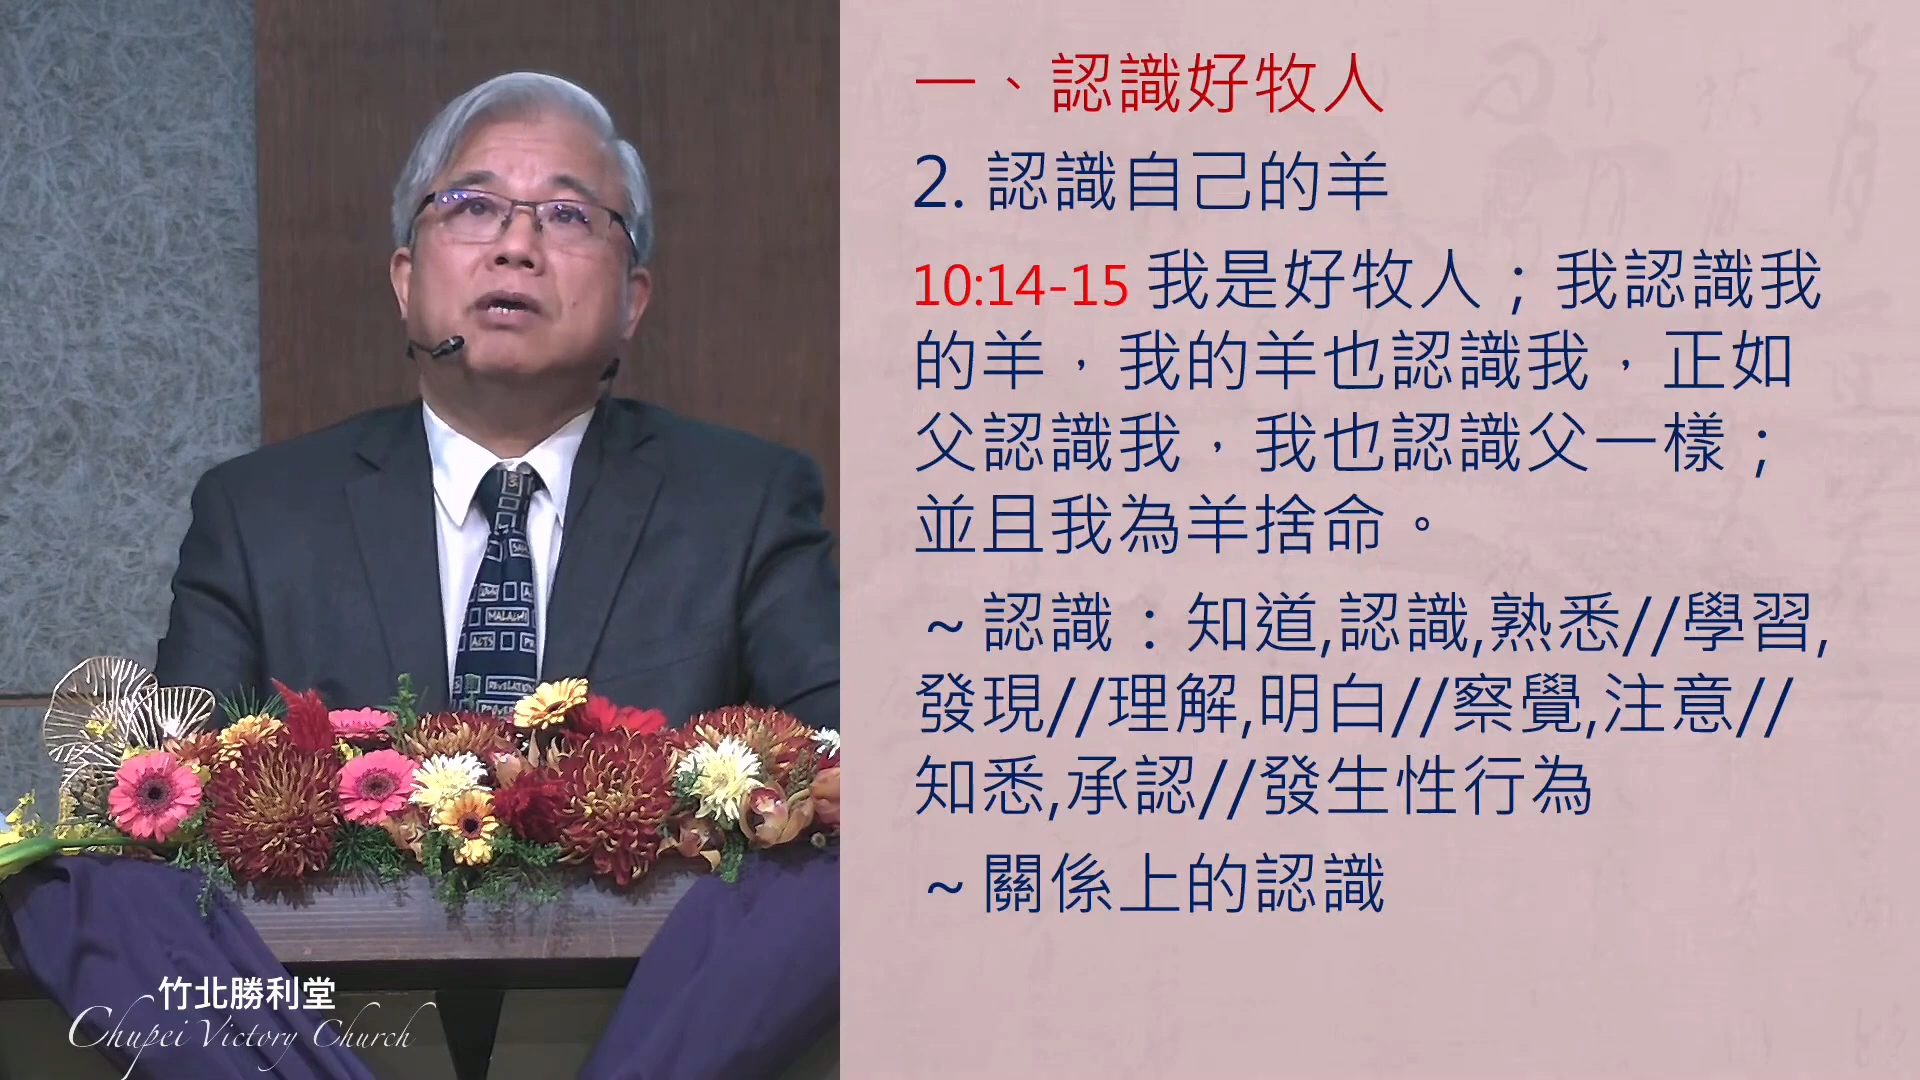 一、認識好牧人
2. 認識自己的羊
10:14-15 我是好牧人；我認識我
的羊，我的羊也認識我，正如
父認識我，我也認識父一樣；
並且我為羊捨命。
~ 認識：知道,認識,熟悉//學習,
發現//理解,明白//察覺,注意//
知悉,承認//發生性行為
~ 關係上的認識
MALACHI
ACTS
REVELATION
竹北勝利堂
Chupei Victory Church